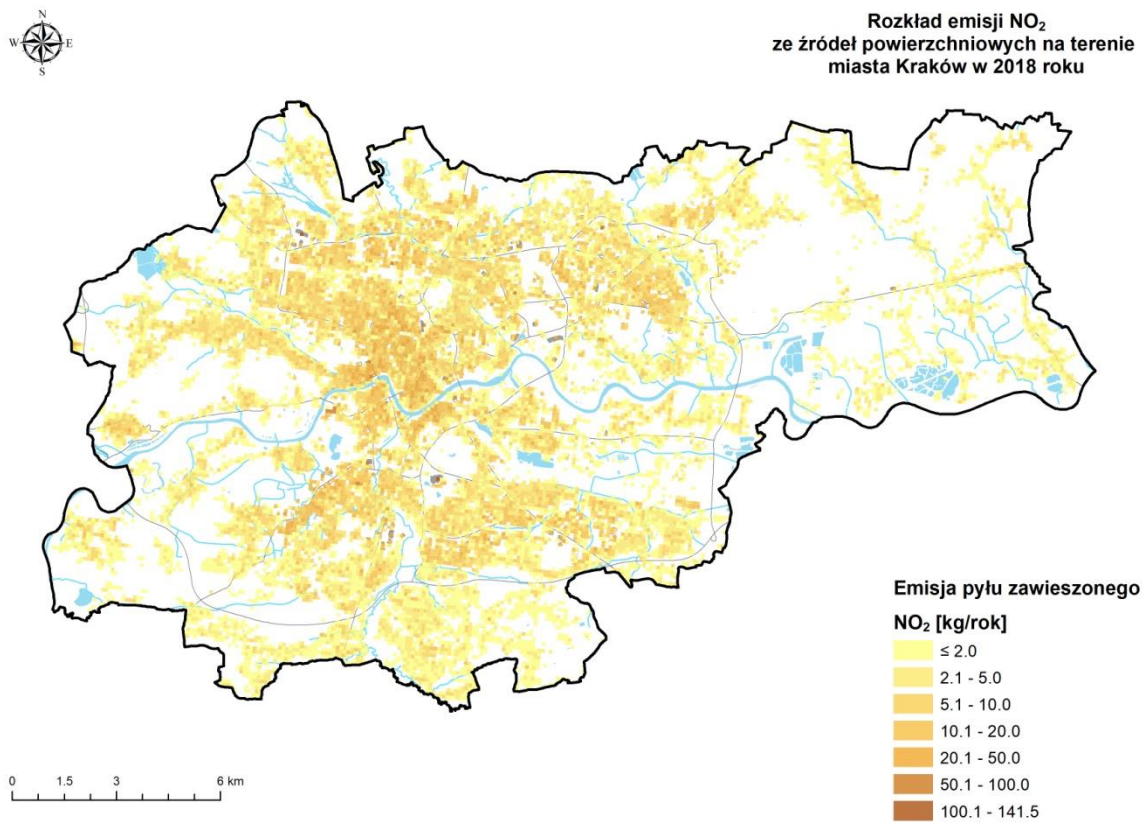 N
W E
S
Rozkład emisji NO₂
ze źródeł powierzchniowych na terenie
miasta Kraków w 2018 roku
Emisja pyłu zawieszonego
NO₂ [kg/rok]
≤ 2.0
2.1 - 5.0
5.1 - 10.0
10.1 - 20.0
20.1 - 50.0
50.1 - 100.0
100.1 - 141.5
0 1.5 3 6 km